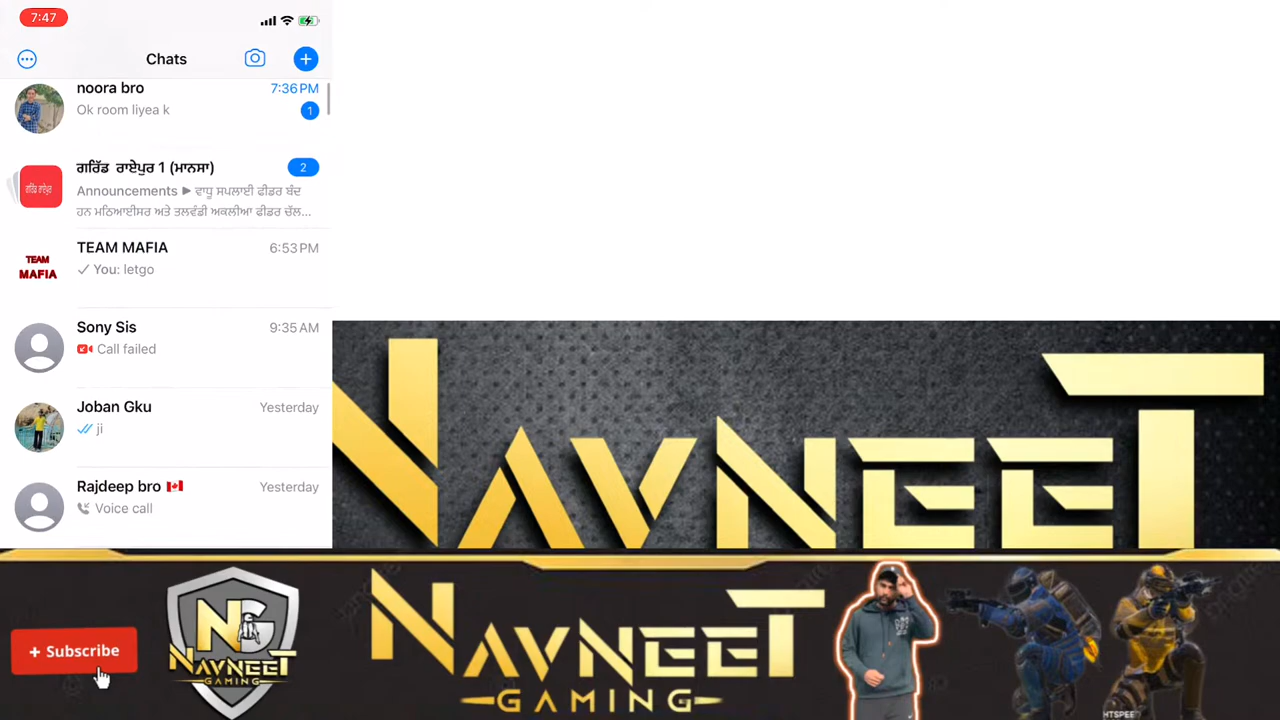 7:47
Chats
noora bro
7:36 PM
Ok room liyea k
1
ਗਰਿੱਡ ਰਾਏਪੁਰ 1 (ਮਾਨਸਾ)
2
Announcements ▶ ਵਾਧੂ ਸਪਲਾਈ ਫੀਡਰ ਬੰਦ
ਹਨ ਮਠਿਆਈਸਰ ਅਤੇ ਤਲਵੰਡੀ ਅਕਲੀਆ ਫੀਡਰ ਚੱਲ...
TEAM
MAFIA
TEAM MAFIA
6:53 PM
You: letgo
Sony Sis
9:35 AM
Call failed
Joban Gku
Yesterday
ji
Rajdeep bro
Yesterday
Voice call
NAVNEET
+ Subscribe
NG
NAVNEET
GAMING
NAVNEET
GAMING